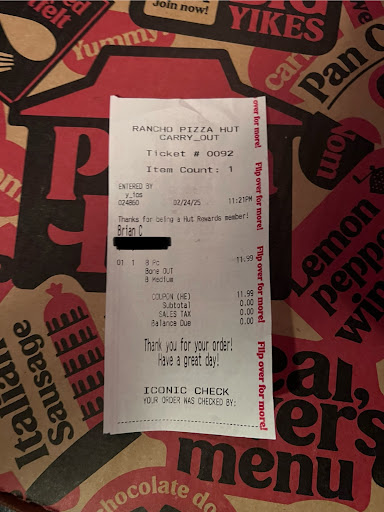 Join now!
YIKES
Yummy
Pan
RANCHO PIZZA HUT
CARRY_OUT
Ticket # 0092
Item Count: 1
ENTERED BY
y_tos
024860 02/24/25 11:21PM
Thanks for being a Hut Rewards member!
Brian C
01 1 8 Pc 11.99
Bone OUT
8 Medium
COUPON (HE) 11.99
Subtotal 0.00
SALES TAX 0.00
Balance Due 0.00
Thank you for your order!
Have a great day!
ICONIC CHECK
YOUR ORDER WAS CHECKED BY:
over for more!
Flip over for more!
Flip over for more!
Flip over for more!
Lemon
pepper
Italian
Sausage
menu
chocolate